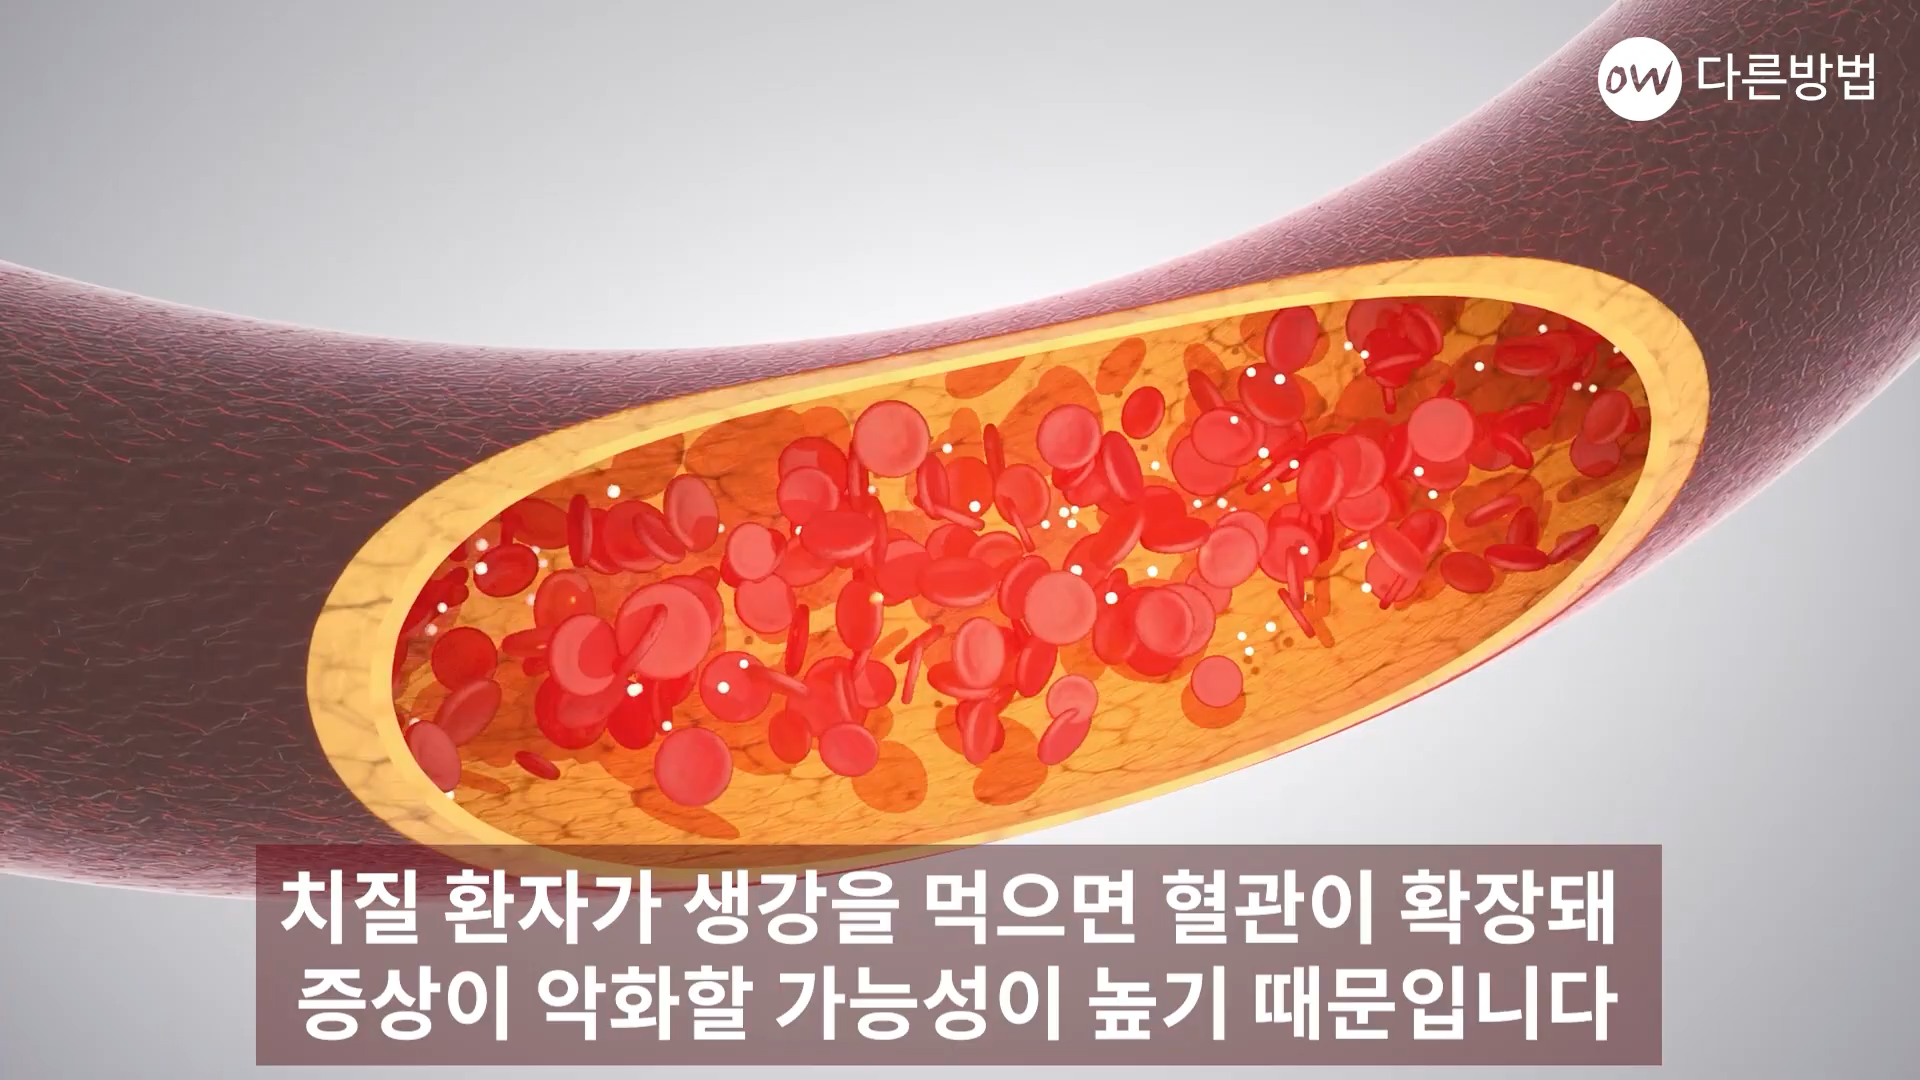 ow 다른방법
치질 환자가 생강을 먹으면 혈관이 확장돼
증상이 악화할 가능성이 높기 때문입니다